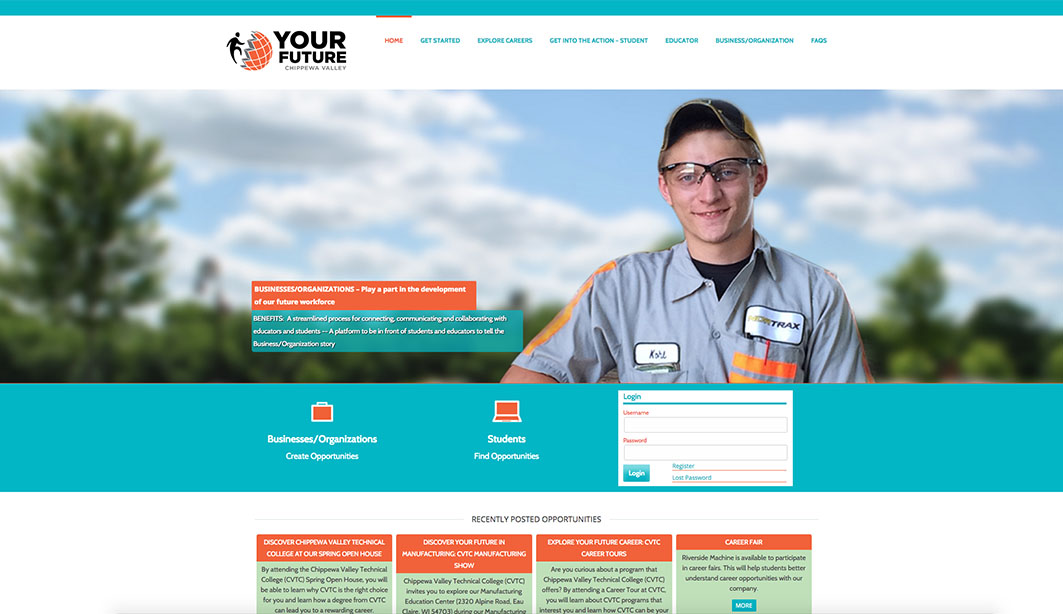 YOUR
FUTURE
CHIPPEWA VALLEY
HOME
GET STARTED
EXPLORE CAREERS
GET INTO THE ACTION – STUDENT
EDUCATOR
BUSINESS/ORGANIZATION
FAQS
BUSINESSES/ORGANIZATIONS – Play a part in the development
of our future workforce
BENEFITS: A streamlined process for connecting, communicating and collaborating with
educators and students -- A platform to be in front of students and educators to tell the
Business/Organization story
NORTRAX
Karl
Businesses/Organizations
Create Opportunities
Students
Find Opportunities
Login
Username
Password
Login
Register
Lost Password
RECENTLY POSTED OPPORTUNITIES
DISCOVER CHIPPEWA VALLEY TECHNICAL
COLLEGE AT OUR SPRING OPEN HOUSE
By attending the Chippewa Valley Technical
College (CVTC) Spring Open House, you will
be able to learn why CVTC is the right choice
for you and learn how a degree from CVTC
can lead you to a rewarding career.
DISCOVER YOUR FUTURE IN
MANUFACTURING: CVTC MANUFACTURING
SHOW
Chippewa Valley Technical College (CVTC)
invites you to explore our Manufacturing
Education Center (2320 Alpine Road, Eau
Claire, WI 54703) during our Manufacturing
EXPLORE YOUR FUTURE CAREER: CVTC
CAREER TOURS
Are you curious about a program that
Chippewa Valley Technical College (CVTC)
offers? By attending a Career Tour at CVTC,
you will learn about CVTC programs that
interest you and learn how CVTC can be your
CAREER FAIR
Riverside Machine is available to participate
in career fairs. This will help students better
understand career opportunities with our
company.
MORE